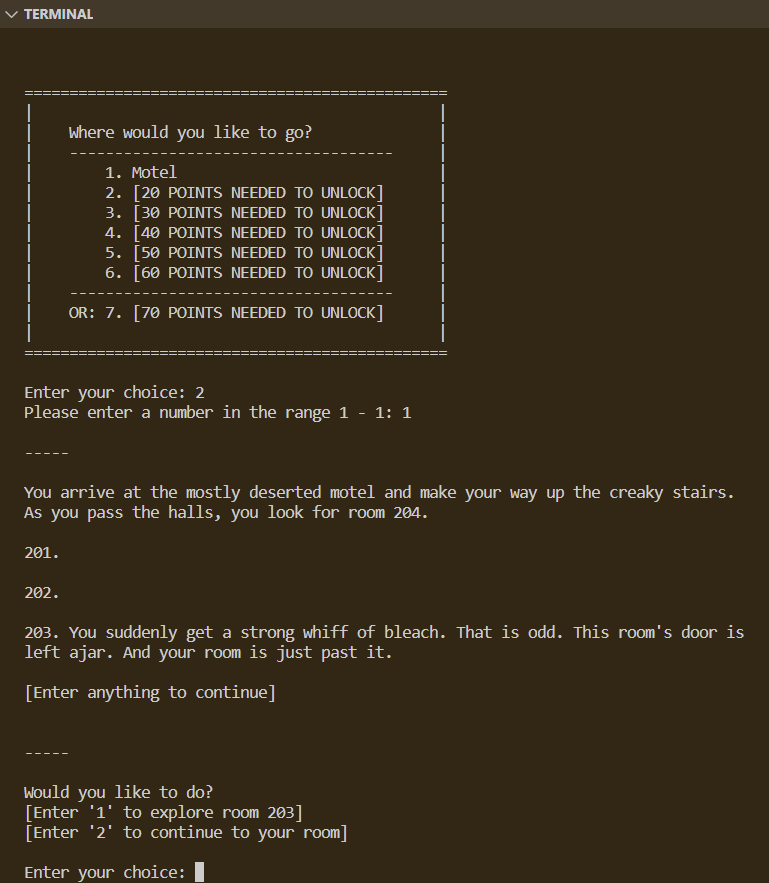 TERMINAL
===============================================
|                                             |
|    Where would you like to go?              |
|    ------------------------------------     |
|        1. Motel                             |
|        2. [20 POINTS NEEDED TO UNLOCK]      |
|        3. [30 POINTS NEEDED TO UNLOCK]      |
|        4. [40 POINTS NEEDED TO UNLOCK]      |
|        5. [50 POINTS NEEDED TO UNLOCK]      |
|        6. [60 POINTS NEEDED TO UNLOCK]      |
|    ------------------------------------     |
|    OR: 7. [70 POINTS NEEDED TO UNLOCK]      |
|                                             |
===============================================
Enter your choice: 2
Please enter a number in the range 1 - 1: 1
-----
You arrive at the mostly deserted motel and make your way up the creaky stairs.
As you pass the halls, you look for room 204.
201.
202.
203. You suddenly get a strong whiff of bleach. That is odd. This room's door is
left ajar. And your room is just past it.
[Enter anything to continue]
-----
Would you like to do?
[Enter '1' to explore room 203]
[Enter '2' to continue to your room]
Enter your choice: